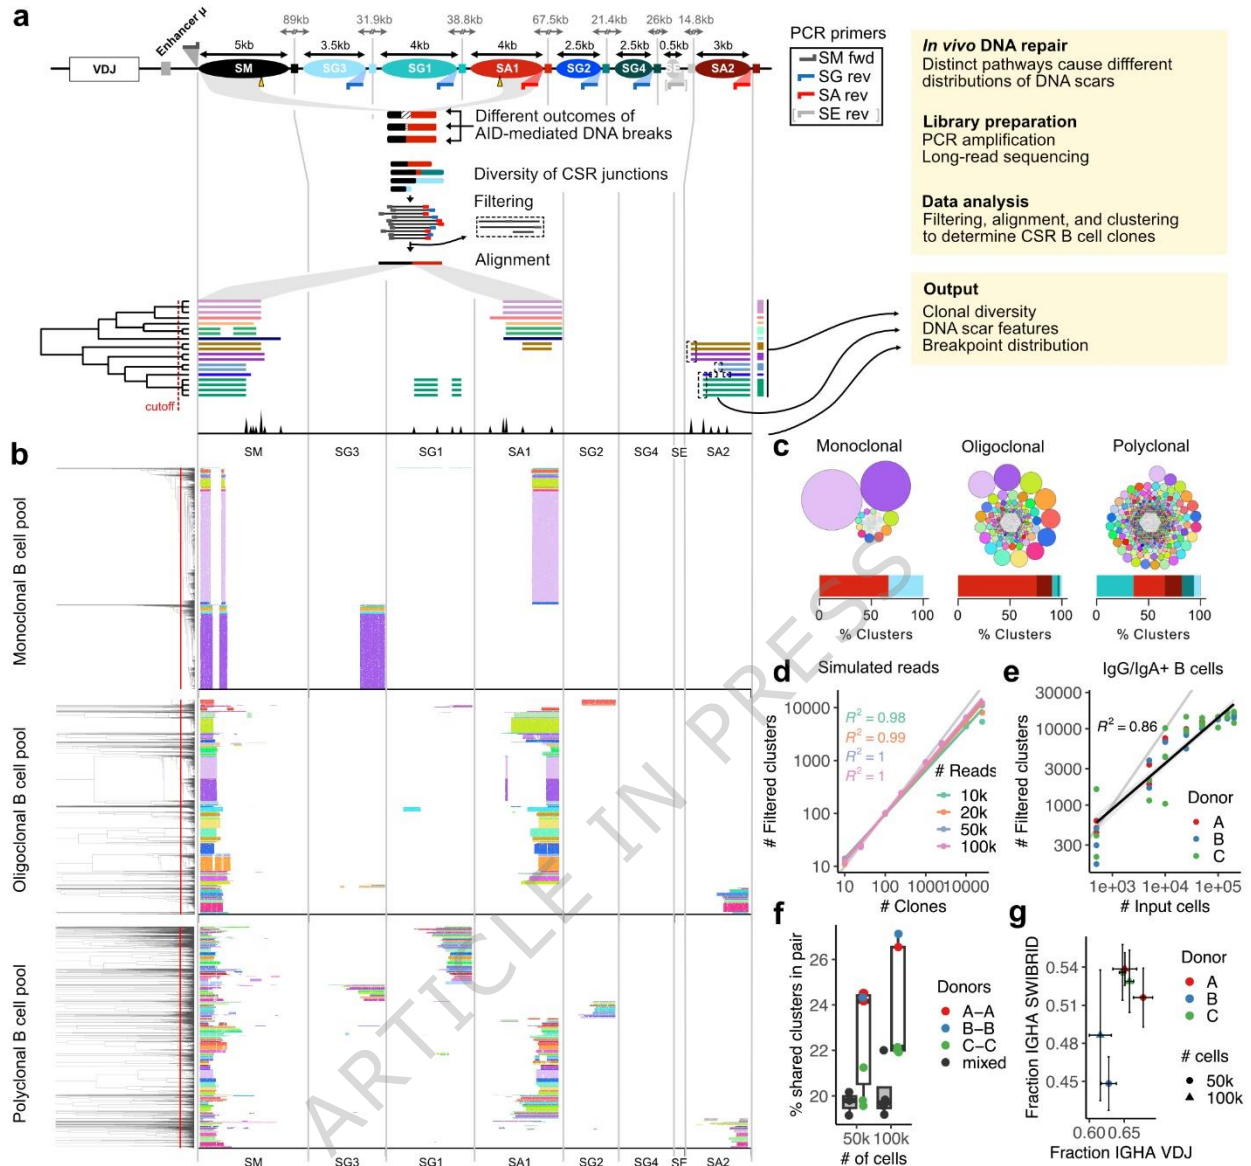 a
Enhancer μ
89kb
31.9kb
38.8kb
67.5kb
21.4kb
26kb
14.8kb
5kb
3.5kb
4kb
4kb
2.5kb
2.5kb
0.5kb
3kb
VDJ
SM
SG3
SG1
SA1
SG2
SG4
SE
SA2
PCR primers
SM fwd
SG rev
SA rev
SE rev
In vivo DNA repair
Distinct pathways cause diffferent
distributions of DNA scars
Library preparation
PCR amplification
Long-read sequencing
Data analysis
Filtering, alignment, and clustering
to determine CSR B cell clones
Different outcomes of
AID-mediated DNA breaks
Diversity of CSR junctions
Filtering
Alignment
Output
Clonal diversity
DNA scar features
Breakpoint distribution
cutoff
b
SM
SG3
SG1
SA1
SG2
SG4
SE
SA2
Monoclonal B cell pool
Oligoclonal B cell pool
Polyclonal B cell pool
SM
SG3
SG1
SA1
SG2
SG4
SE
SA2
c
Monoclonal
Oligoclonal
Polyclonal
0 50 100
0 50 100
0 50 100
% Clusters
% Clusters
% Clusters
d
Simulated reads
# Filtered clusters
10000
1000
100
10
R² = 0.98
R² = 0.99
R² = 1
R² = 1
# Reads
10k
20k
50k
100k
10 100 1000 10000
# Clones
e
IgG/IgA+ B cells
# Filtered clusters
30000
10000
3000
1000
300
R² = 0.86
Donor
A
B
C
1e+03 1e+04 1e+05
# Input cells
f
% shared clusters in pair
26
24
22
20
Donors
A–A
B–B
C–C
mixed
50k 100k
# of cells
g
Fraction IGHA SWIBRID
0.54
0.51
0.48
0.45
Donor
A
B
C
# cells
50k
100k
0.60 0.65
Fraction IGHA VDJ
ARTICLE IN PRESS